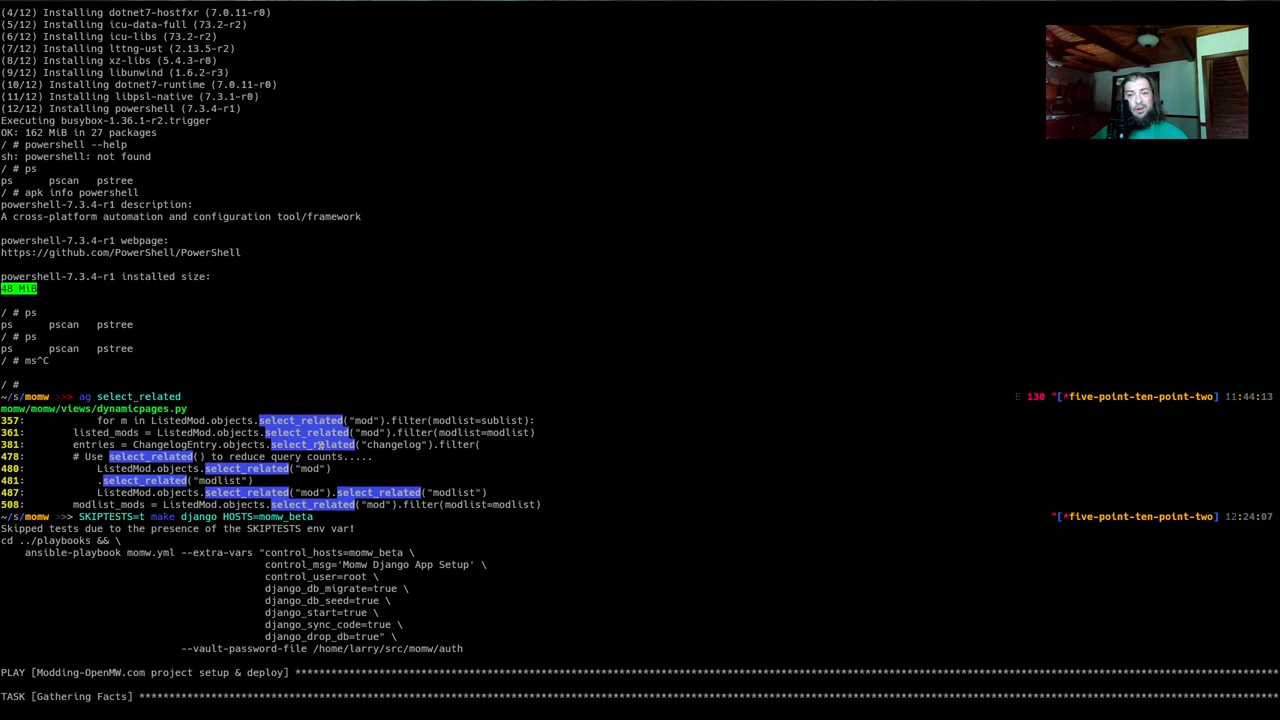 (4/12) Installing dotnet7-hostfxr (7.0.11-r0)
(5/12) Installing icu-data-full (73.2-r2)
(6/12) Installing icu-libs (73.2-r2)
(7/12) Installing lttng-ust (2.13.5-r2)
(8/12) Installing xz-libs (5.4.3-r0)
(9/12) Installing libunwind (1.6.2-r3)
(10/12) Installing dotnet7-runtime (7.0.11-r0)
(11/12) Installing libpsl-native (7.3.1-r0)
(12/12) Installing powershell (7.3.4-r1)
Executing busybox-1.36.1-r2.trigger
OK: 162 MiB in 27 packages
/ # powershell --help
sh: powershell: not found
/ # ps
ps      pscan   pstree
/ # apk info powershell
powershell-7.3.4-r1 description:
A cross-platform automation and configuration tool/framework
powershell-7.3.4-r1 webpage:
https://github.com/PowerShell/PowerShell
powershell-7.3.4-r1 installed size:
48 MiB
/ # ps
ps      pscan   pstree
/ # ps
ps      pscan   pstree
/ # ms^C
/ #
~/s/momw >>> ag select_related E 130 ^[*five-point-ten-point-two] 11:44:13
momw/momw/views/dynamicpages.py
357:            for m in ListedMod.objects.select_related("mod").filter(modlist=sublist):
361:        listed_mods = ListedMod.objects.select_related("mod").filter(modlist=modlist)
381:        entries = ChangelogEntry.objects.select_related("changelog").filter(
478:        # Use select_related() to reduce query counts.....
480:            ListedMod.objects.select_related("mod")
481:            .select_related("modlist")
487:            ListedMod.objects.select_related("mod").select_related("modlist")
508:        modlist_mods = ListedMod.objects.select_related("mod").filter(modlist=modlist)
~/s/momw >>> SKIPTESTS=t make django HOSTS=momw_beta ^[*five-point-ten-point-two] 12:24:07
Skipped tests due to the presence of the SKIPTESTS env var!
cd ../playbooks && \
    ansible-playbook momw.yml --extra-vars "control_hosts=momw_beta \
                                            control_msg='Momw Django App Setup' \
                                            control_user=root \
                                            django_db_migrate=true \
                                            django_db_seed=true \
                                            django_start=true \
                                            django_sync_code=true \
                                            django_drop_db=true" \
                              --vault-password-file /home/larry/src/momw/auth
PLAY [Modding-OpenMW.com project setup & deploy] ********************************************************************************************************************************************************************
TASK [Gathering Facts] **********************************************************************************************************************************************************************************************